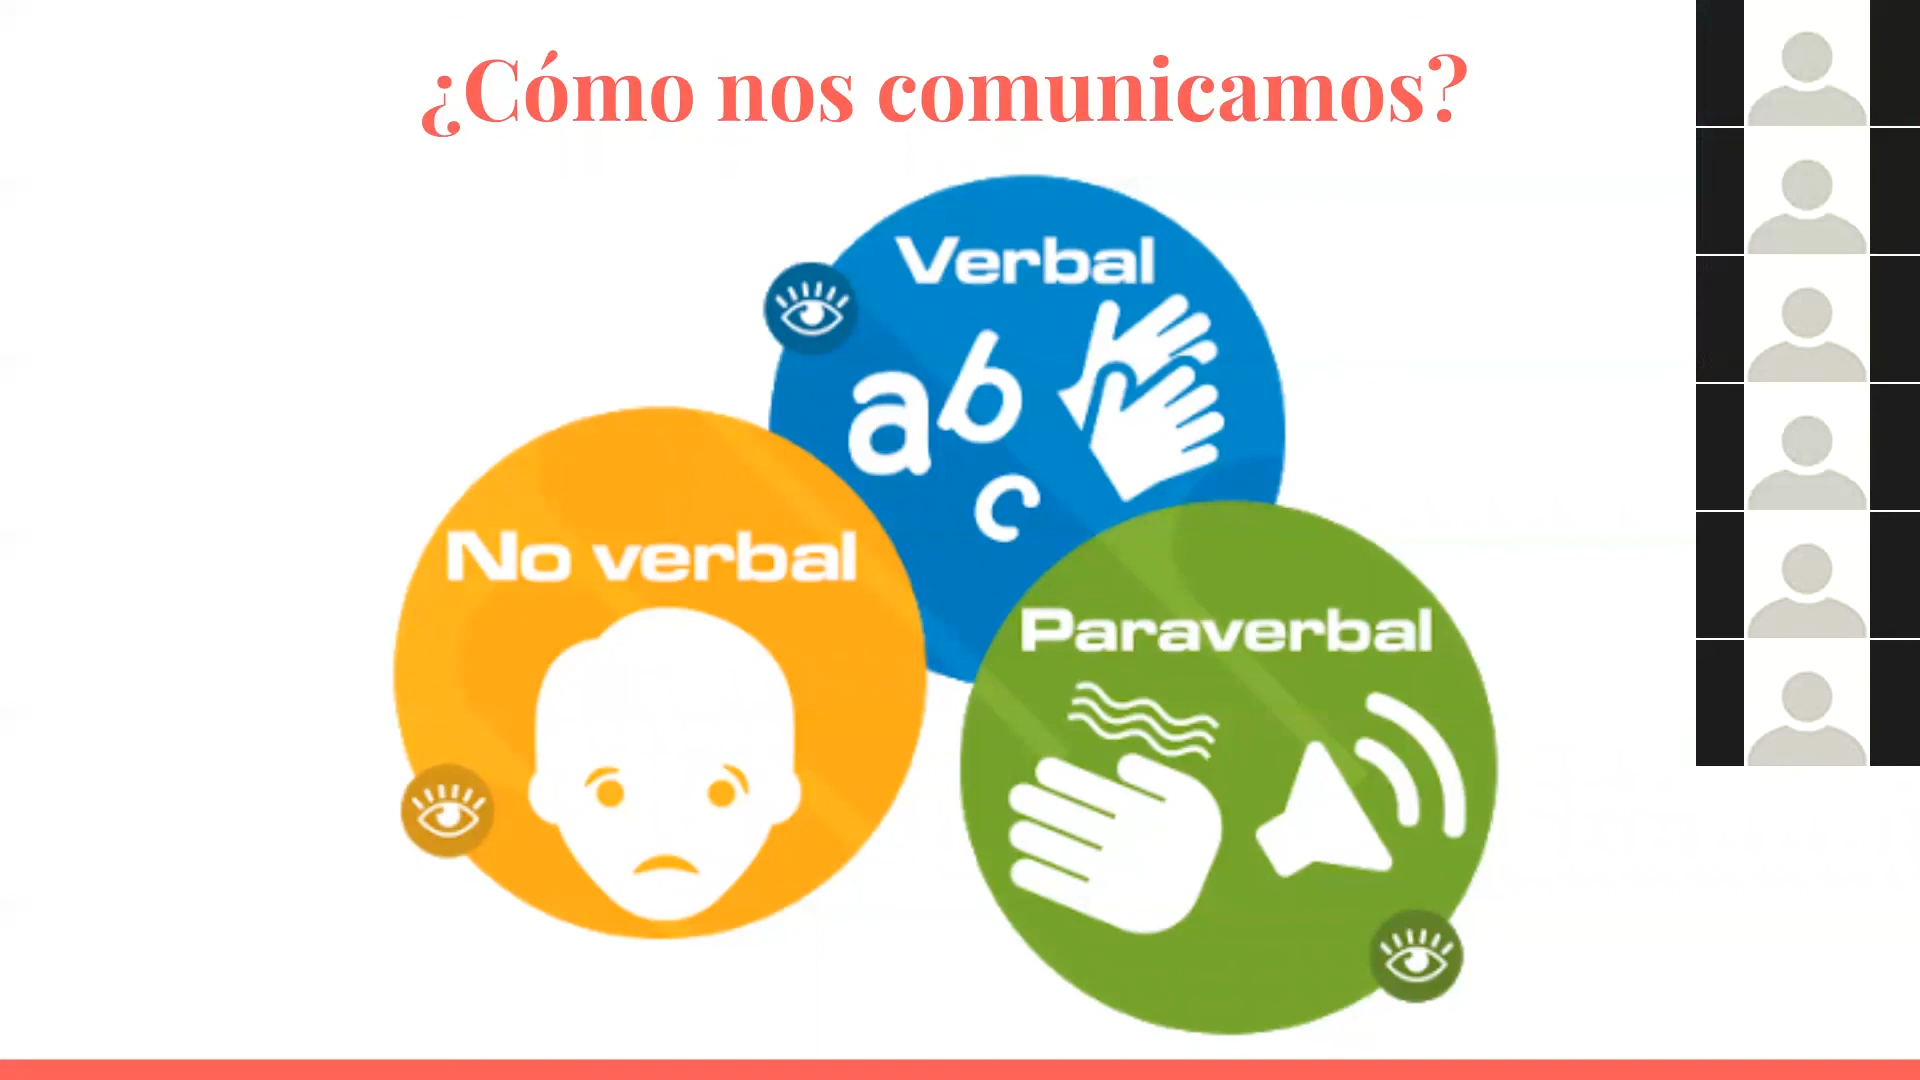 ¿Cómo nos comunicamos?
Verbal
a b
c
No verbal
Paraverbal